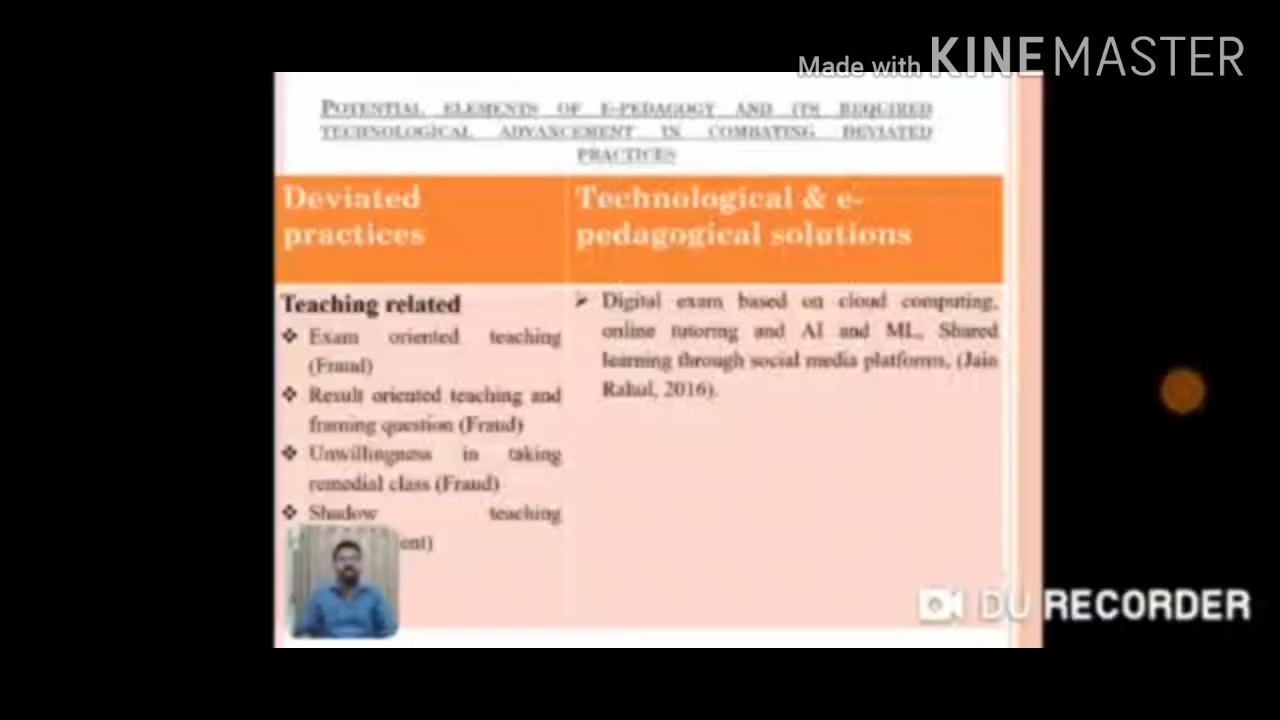 Made with KINEMASTER
POTENTIAL ELEMENTS OF E-PEDAGOGY AND ITS REQUIRED
TECHNOLOGICAL ADVANCEMENT IN COMBATING DEVIATED
PRACTICES
Deviated
practices
Technological & e-
pedagogical solutions
Teaching related
❖ Exam oriented teaching
(Fraud)
❖ Result oriented teaching and
framing question (Fraud)
❖ Unwillingness in taking
remedial class (Fraud)
❖ Shadow teaching
ent)
➤ Digital exam based on cloud computing,
online tutoring and AI and ML, Shared
learning through social media platforms, (Jain
Rahul, 2016).
DU RECORDER